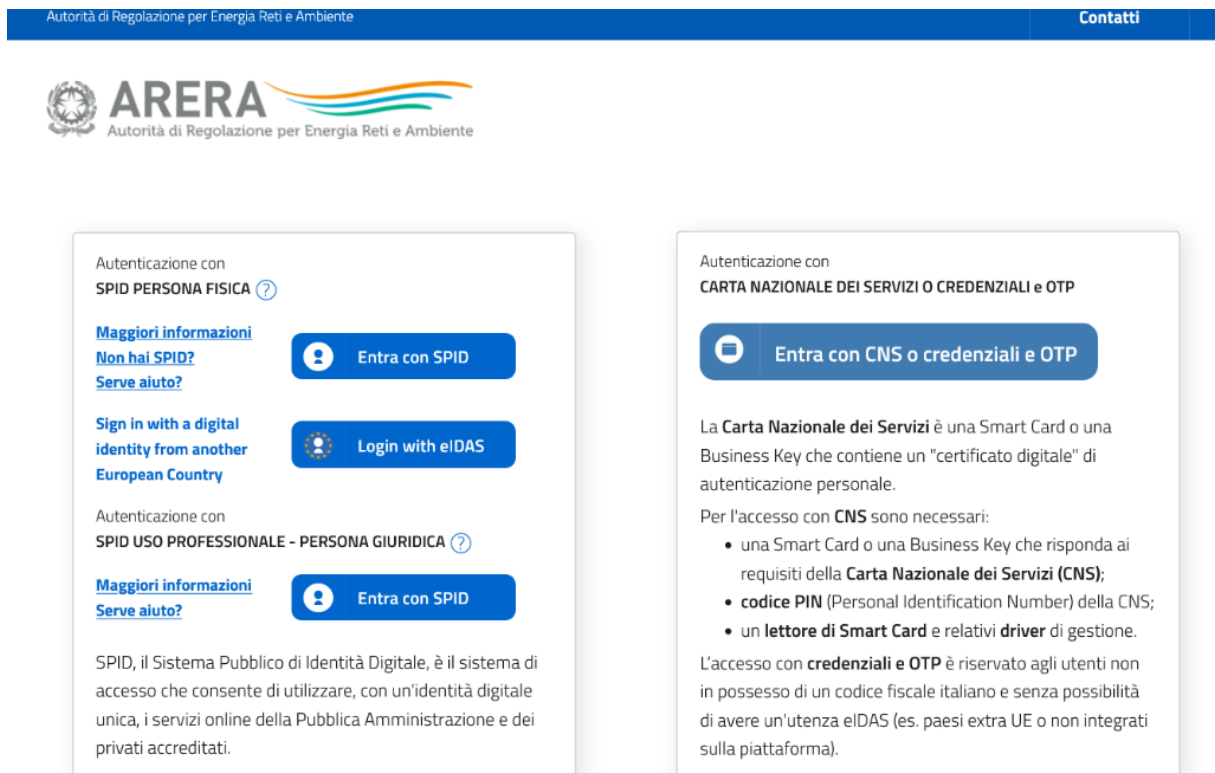 Autorità di Regolazione per Energia Reti e Ambiente
Contatti
ARERA
Autorità di Regolazione per Energia Reti e Ambiente
Autenticazione con
SPID PERSONA FISICA ?
Maggiori informazioni
Non hai SPID?
Serve aiuto?
Entra con SPID
Sign in with a digital
identity from another
European Country
Login with eIDAS
Autenticazione con
SPID USO PROFESSIONALE - PERSONA GIURIDICA ?
Maggiori informazioni
Serve aiuto?
Entra con SPID
SPID, il Sistema Pubblico di Identità Digitale, è il sistema di
accesso che consente di utilizzare, con un'identità digitale
unica, i servizi online della Pubblica Amministrazione e dei
privati accreditati.
Autenticazione con
CARTA NAZIONALE DEI SERVIZI O CREDENZIALI e OTP
Entra con CNS o credenziali e OTP
La Carta Nazionale dei Servizi è una Smart Card o una
Business Key che contiene un "certificato digitale" di
autenticazione personale.
Per l'accesso con CNS sono necessari:
• una Smart Card o una Business Key che risponda ai
requisiti della Carta Nazionale dei Servizi (CNS);
• codice PIN (Personal Identification Number) della CNS;
• un lettore di Smart Card e relativi driver di gestione.
L'accesso con credenziali e OTP è riservato agli utenti non
in possesso di un codice fiscale italiano e senza possibilità
di avere un'utenza eIDAS (es. paesi extra UE o non integrati
sulla piattaforma).